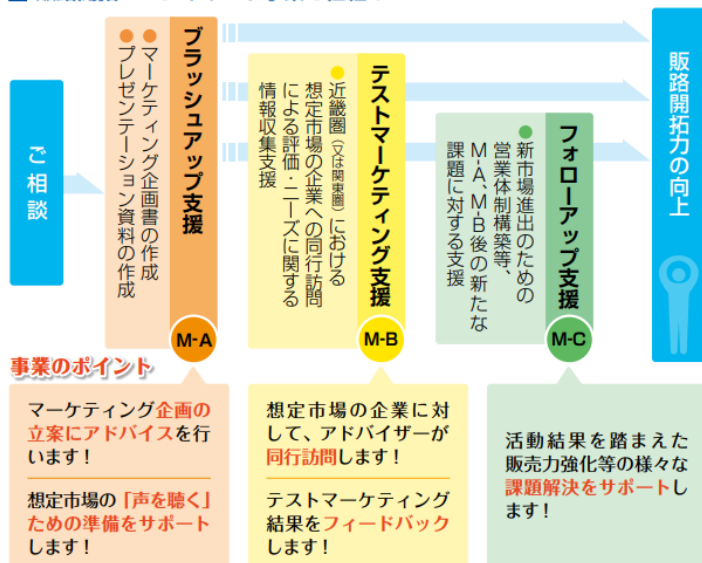 ご相談
ブラッシュアップ支援
●マーケティング企画書の作成
●プレゼンテーション資料の作成
M-A
テストマーケティング支援
●近畿圏(又は関東圏)における
想定市場の企業への同行訪問
による評価・ニーズに関する
情報収集支援
M-B
フォローアップ支援
●新市場進出のための
営業体制構築等、
M-A、M-B後の新たな
課題に対する支援
M-C
販路開拓力の向上
事業のポイント
マーケティング企画の
立案にアドバイスを行
います！
想定市場の「声を聴く」
ための準備をサポート
します！
想定市場の企業に対
して、アドバイザーが
同行訪問します！
テストマーケティング
結果をフィードバック
します！
活動結果を踏まえた
販売力強化等の様々な
課題解決をサポートし
ます！